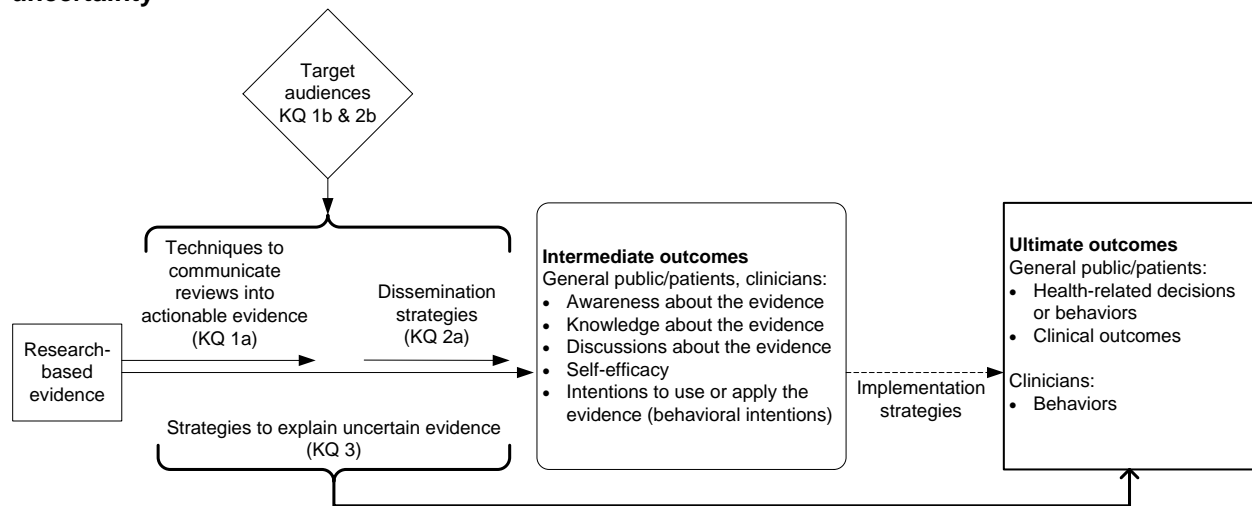 Target
audiences
KQ 1b & 2b
Techniques to
communicate
reviews into
actionable evidence
(KQ 1a)
Dissemination
strategies
(KQ 2a)
Research-
based
evidence
Strategies to explain uncertain evidence
(KQ 3)
Intermediate outcomes
General public/patients, clinicians:
• Awareness about the evidence
• Knowledge about the evidence
• Discussions about the evidence
• Self-efficacy
• Intentions to use or apply the
evidence (behavioral intentions)
Implementation
strategies
Ultimate outcomes
General public/patients:
• Health-related decisions
or behaviors
• Clinical outcomes
Clinicians:
• Behaviors